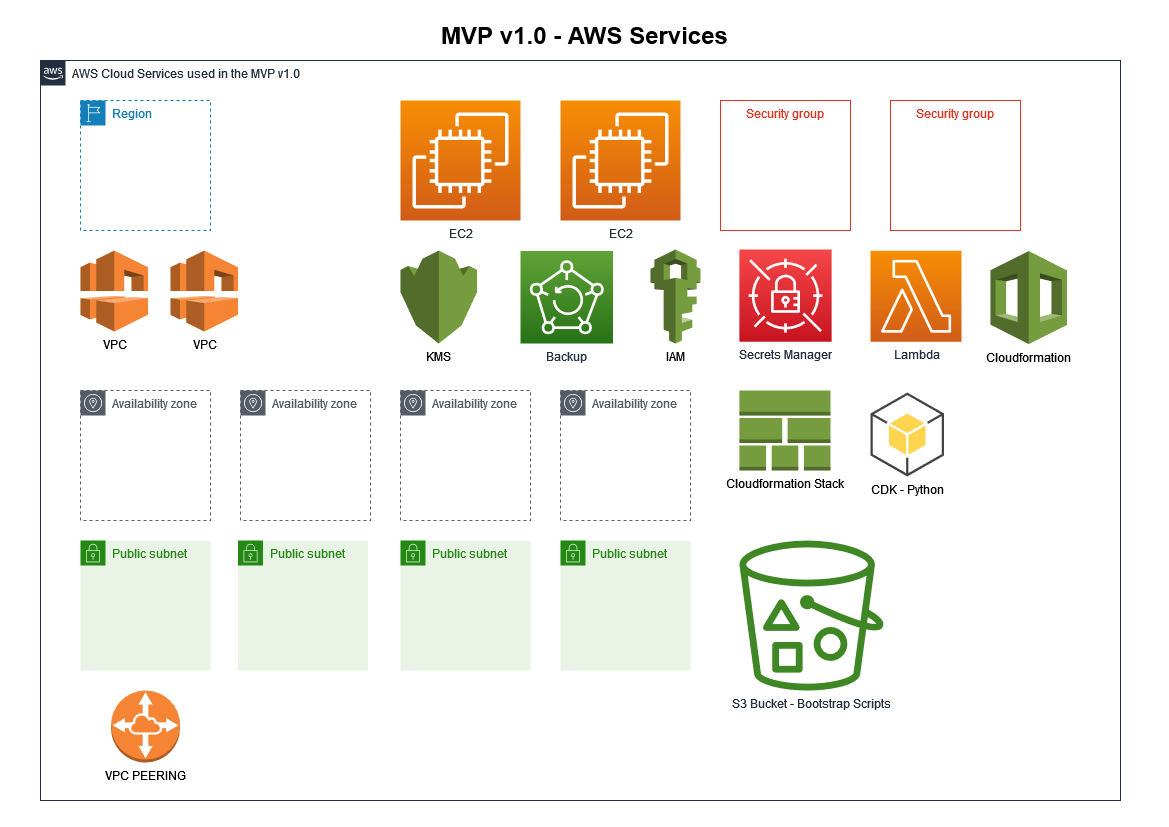 MVP v1.0 - AWS Services
aws
AWS Cloud Services used in the MVP v1.0
Region
Security group
Security group
EC2
EC2
VPC
VPC
KMS
Backup
IAM
Secrets Manager
Lambda
Cloudformation
Availability zone
Availability zone
Availability zone
Availability zone
Cloudformation Stack
CDK - Python
Public subnet
Public subnet
Public subnet
Public subnet
S3 Bucket - Bootstrap Scripts
VPC PEERING